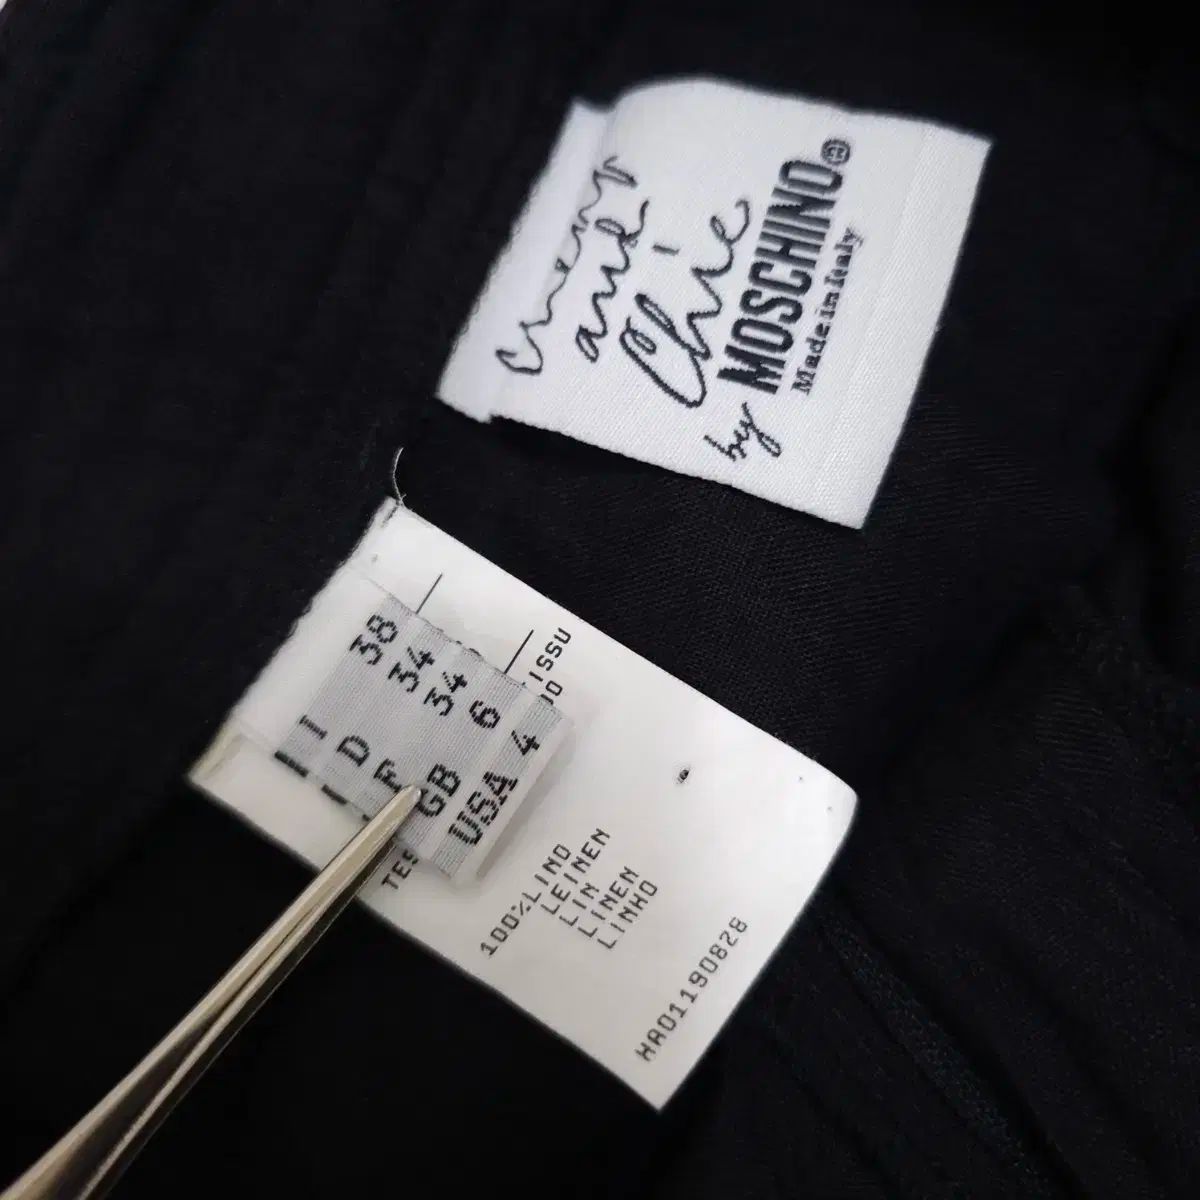 Cheap
and
Chic
by MOSCHINO®
Made in Italy
I 38
D 34
F 34
GB 6
USA 4
100%LINO
LEINEN
LIN
LINEN
LINHO